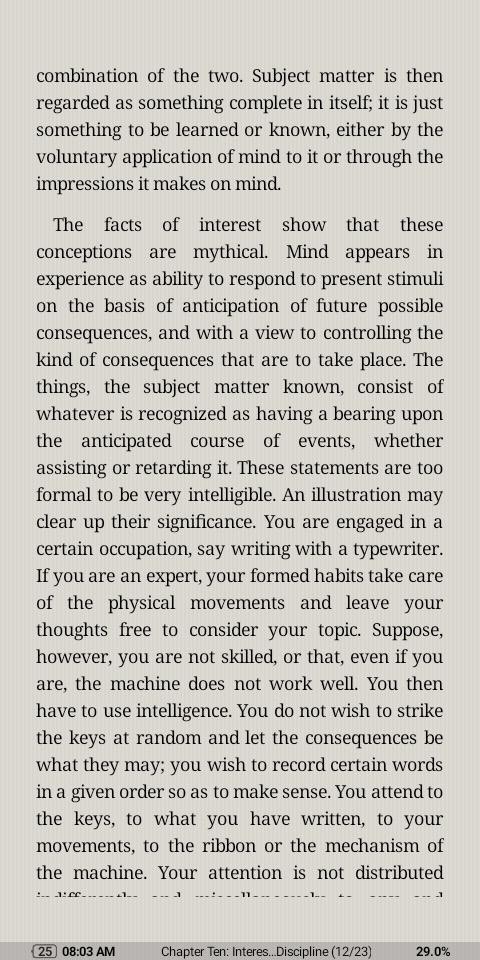 combination of the two. Subject matter is then
regarded as something complete in itself; it is just
something to be learned or known, either by the
voluntary application of mind to it or through the
impressions it makes on mind.
The facts of interest show that these
conceptions are mythical. Mind appears in
experience as ability to respond to present stimuli
on the basis of anticipation of future possible
consequences, and with a view to controlling the
kind of consequences that are to take place. The
things, the subject matter known, consist of
whatever is recognized as having a bearing upon
the anticipated course of events, whether
assisting or retarding it. These statements are too
formal to be very intelligible. An illustration may
clear up their significance. You are engaged in a
certain occupation, say writing with a typewriter.
If you are an expert, your formed habits take care
of the physical movements and leave your
thoughts free to consider your topic. Suppose,
however, you are not skilled, or that, even if you
are, the machine does not work well. You then
have to use intelligence. You do not wish to strike
the keys at random and let the consequences be
what they may; you wish to record certain words
in a given order so as to make sense. You attend to
the keys, to what you have written, to your
movements, to the ribbon or the mechanism of
the machine. Your attention is not distributed
25 08:03 AM Chapter Ten: Interes...Discipline (12/23) 29.0%